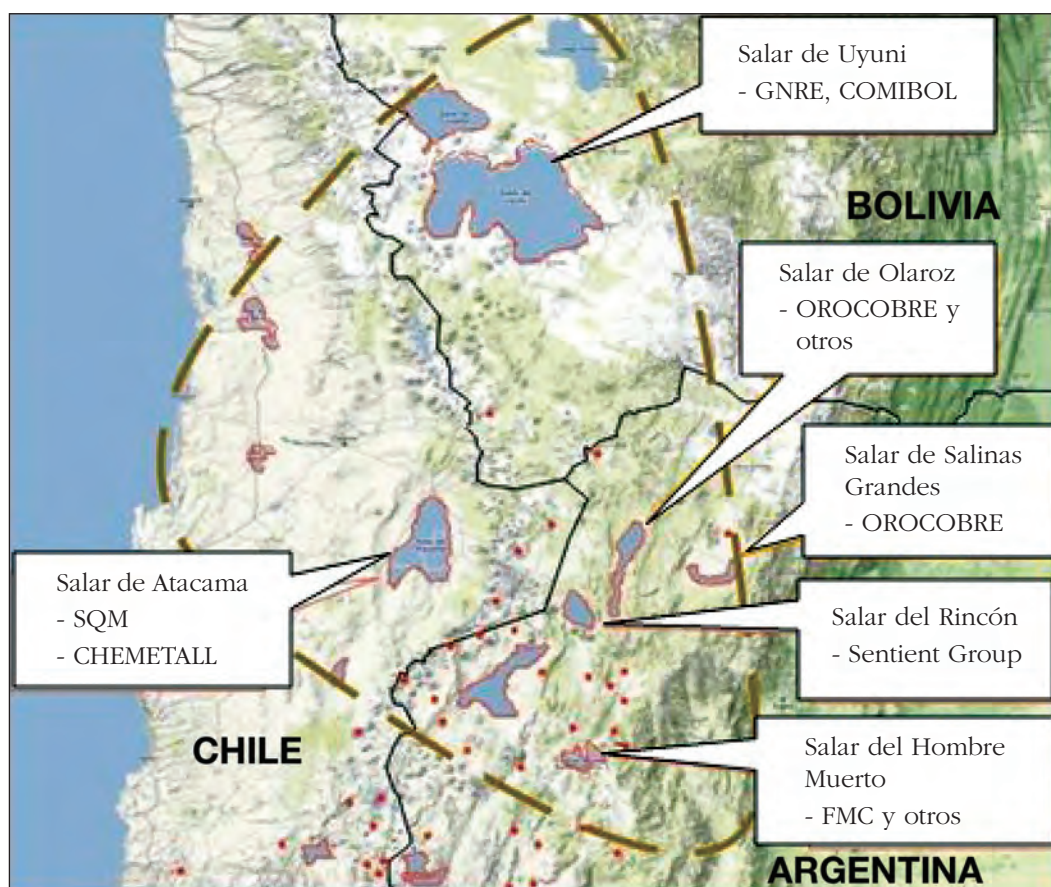 Salar de Uyuni
- GNRE, COMIBOL
BOLIVIA
Salar de Olaroz
- OROCOBRE y
otros
Salar de Salinas
Grandes
- OROCOBRE
Salar de Atacama
- SQM
- CHEMETALL
Salar del Rincón
- Sentient Group
CHILE
Salar del Hombre
Muerto
- FMC y otros
ARGENTINA